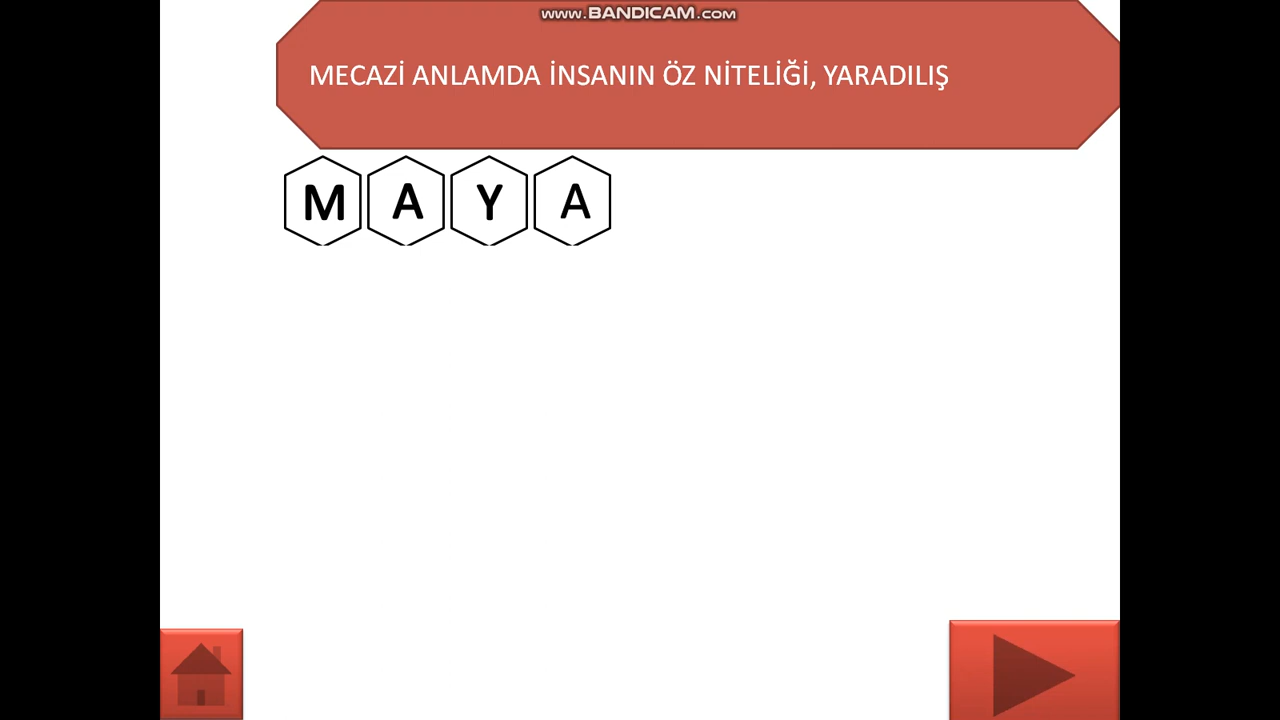 www.BANDICAM.com
MECAZİ ANLAMDA İNSANIN ÖZ NİTELİĞİ, YARADILIŞ
M A Y A